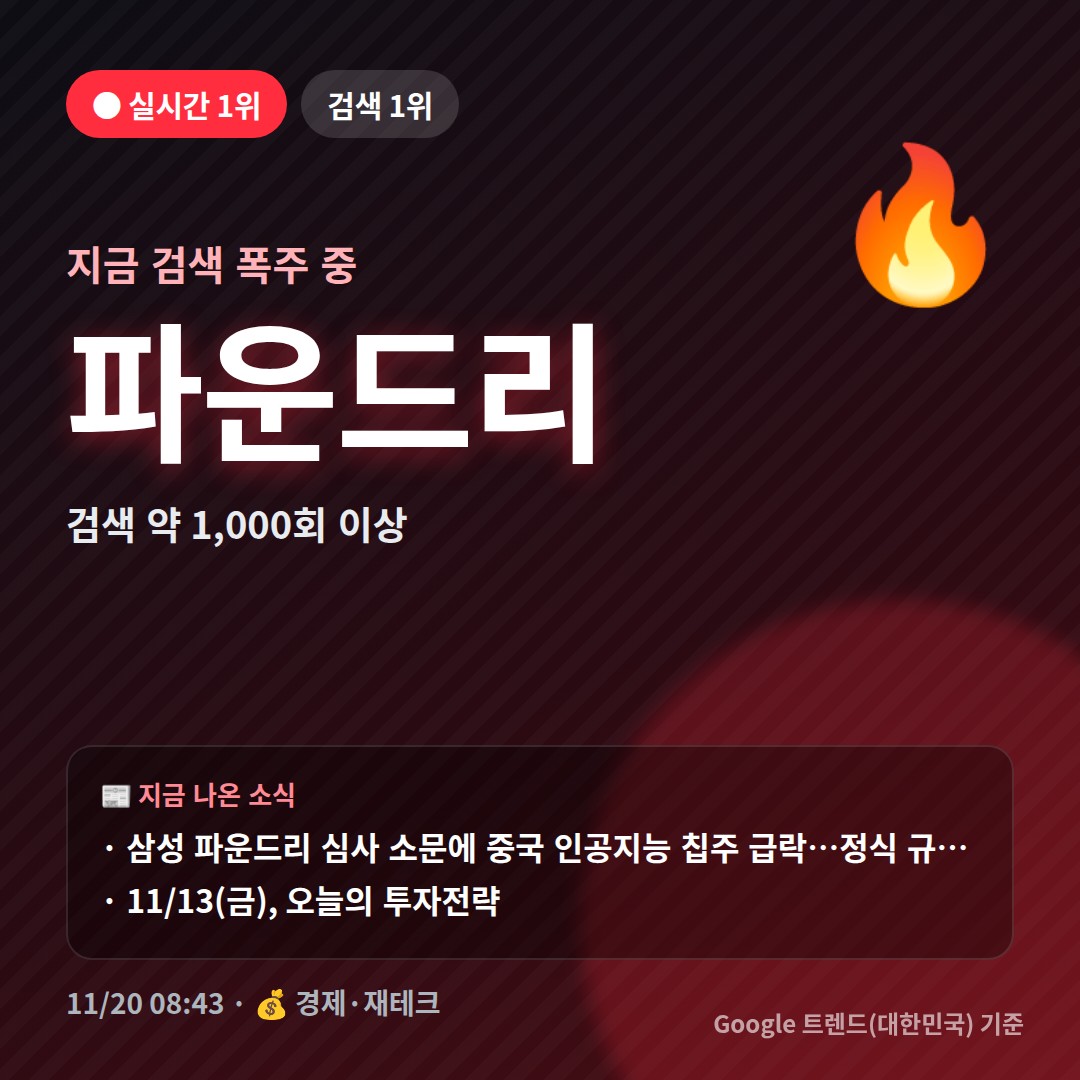 실시간 1위
검색 1위
지금 검색 폭주 중
파운드리
검색 약 1,000회 이상
지금 나온 소식
· 삼성 파운드리 심사 소문에 중국 인공지능 칩주 급락…정식 규…
· 11/13(금), 오늘의 투자전략
11/20 08:43 · 💰 경제·재테크
Google 트렌드(대한민국) 기준